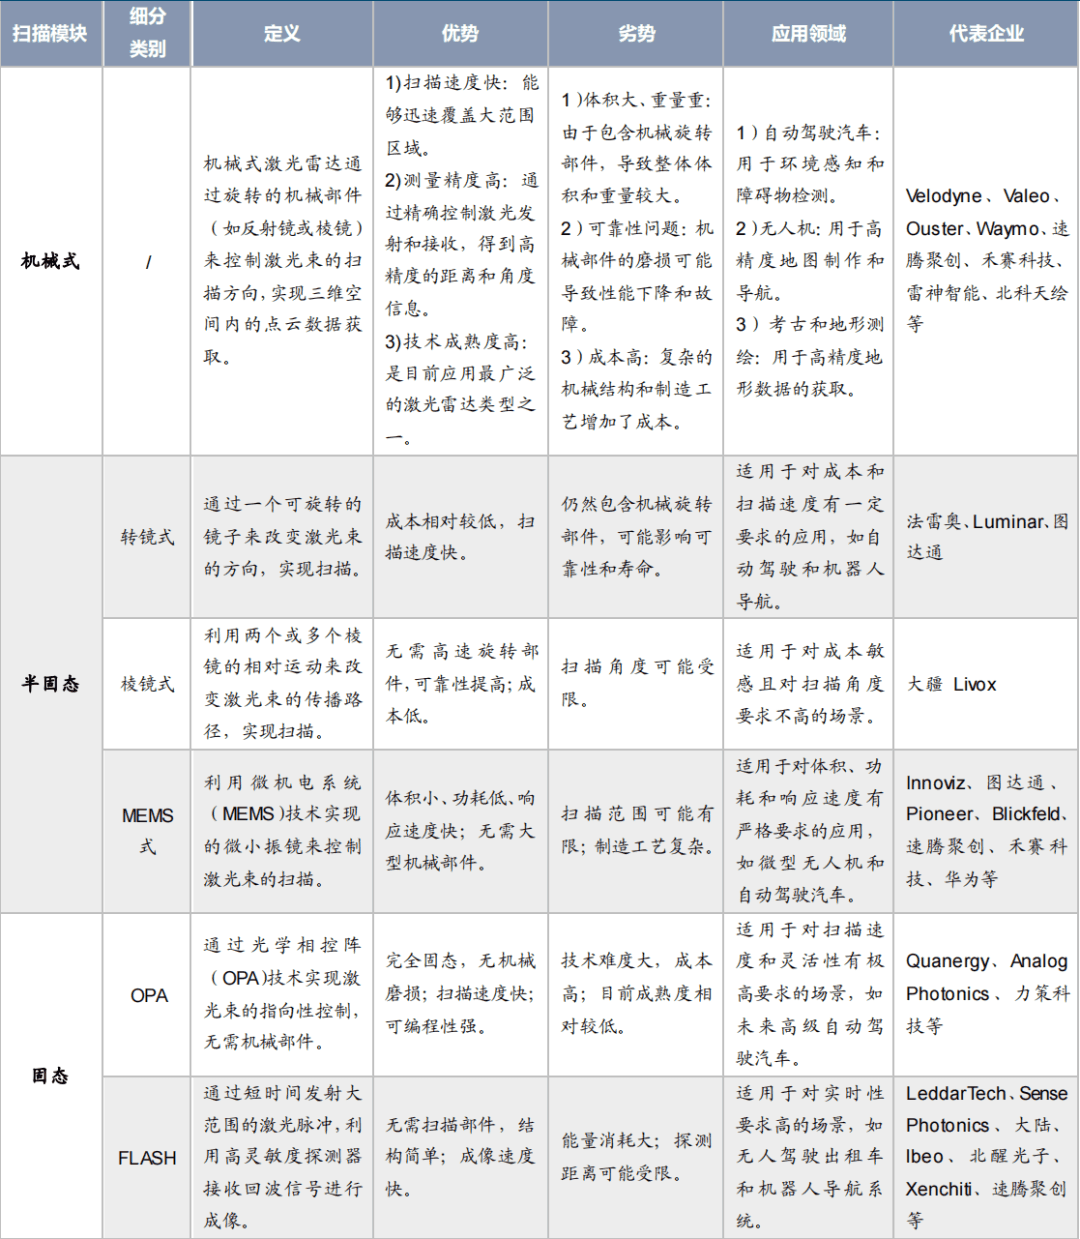 扫描模块
细分
类别
定义
优势
劣势
应用领域
代表企业
机械式
/
机械式激光雷达通
过旋转的机械部件
（如反射镜或棱镜）
来控制激光束的扫
描方向，实现三维空
间内的点云数据获
取。
1)扫描速度快：能
够迅速覆盖大范围
区域。
2)测量精度高：通
过精确控制激光发
射和接收，得到高
精度的距离和角度
信息。
3)技术成熟度高：
是目前应用最广泛
的激光雷达类型之
一。
1）体积大、重量重：
由于包含机械旋转
部件，导致整体体
积和重量较大。
2）可靠性问题：机
械部件的磨损可能
导致性能下降和故
障。
3）成本高：复杂的
机械结构和制造工
艺增加了成本。
1）自动驾驶汽车：
用于环境感知和
障碍物检测。
2）无人机：用于高
精度地图制作和
导航。
3）考古和地形测
绘：用于高精度地
形数据的获取。
Velodyne、Valeo、
Ouster、Waymo、速
腾聚创、禾赛科技、
雷神智能、北科天绘
等
半固态
转镜式
通过一个可旋转的
镜子来改变激光束
的方向，实现扫描。
成本相对较低，扫
描速度快。
仍然包含机械旋转
部件，可能影响可
靠性和寿命。
适用于对成本和
扫描速度有一定
要求的应用，如自
动驾驶和机器人
导航。
法雷奥、Luminar、图
达通
棱镜式
利用两个或多个棱
镜的相对运动来改
变激光束的传播路
径，实现扫描。
无需高速旋转部
件，可靠性提高；成
本低。
扫描角度可能受
限。
适用于对成本敏
感且对扫描角度
要求不高的场景。
大疆 Livox
MEMS
式
利用微机电系统
（MEMS)技术实现
的微小振镜来控制
激光束的扫描。
体积小、功耗低、响
应速度快；无需大
型机械部件。
扫描范围可能有
限；制造工艺复杂。
适用于对体积、功
耗和响应速度有
严格要求的应用，
如微型无人机和
自动驾驶汽车。
Innoviz、图达通、
Pioneer、Blickfeld、
速腾聚创、禾赛科
技、华为等
固态
OPA
通过光学相控阵
（OPA)技术实现激
光束的指向性控制，
无需机械部件。
完全固态，无机械
磨损；扫描速度快；
可编程性强。
技术难度大，成本
高；目前成熟度相
对较低。
适用于对扫描速
度和灵活性有极
高要求的场景，如
未来高级自动驾
驶汽车。
Quanergy、Analog
Photonics、力策科
技等
FLASH
通过短时间发射大
范围的激光脉冲，利
用高灵敏度探测器
接收回波信号进行
成像。
无需扫描部件，结
构简单；成像速度
快。
能量消耗大；探测
距离可能受限。
适用于对实时性
要求高的场景，如
无人驾驶出租车
和机器人导航系
统。
LeddarTech、Sense
Photonics、大陆、
Ibeo、北醒光子、
Xenchiti、速腾聚创
等